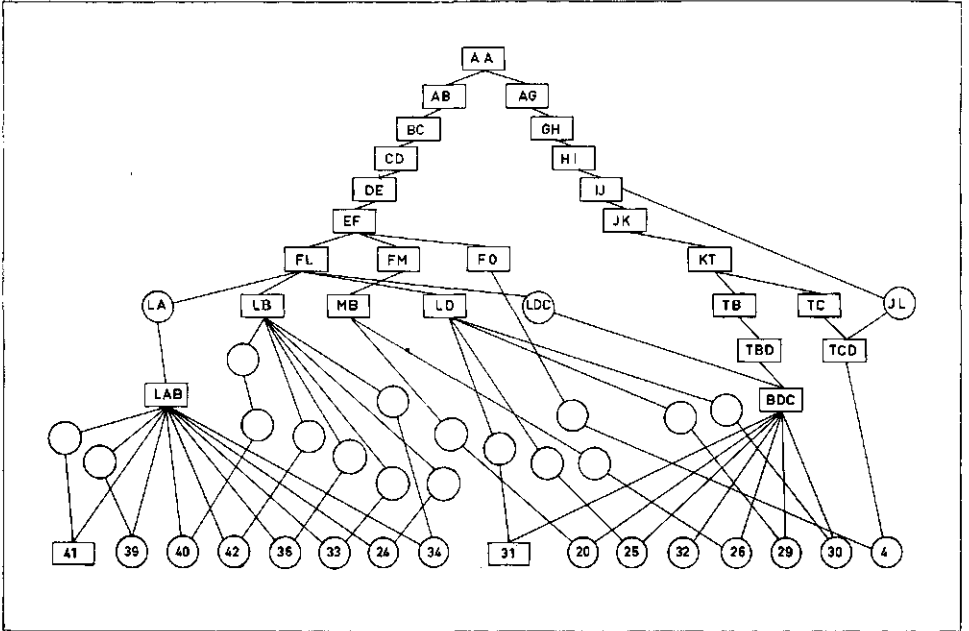 AA
AB AG
BC GH
CD HI
DE IJ
EF JK
FL FM FO KT
LA LB MB LD LDC TB TC JL
TBD TCD
LAB BDC
41 39 40 42 36 33 24 34 31 20 25 32 26 29 30 4